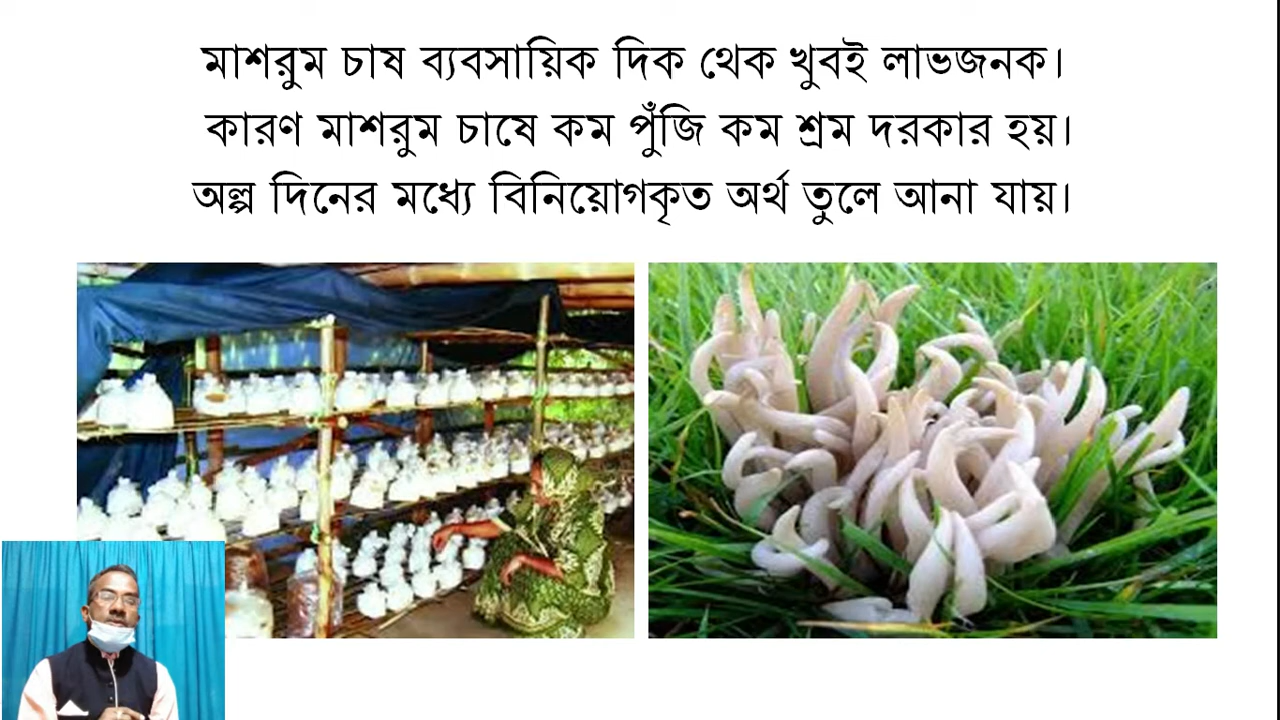 মাশরুম চাষ ব্যবসায়িক দিক থেক খুবই লাভজনক।
কারণ মাশরুম চাষে কম পুঁজি কম শ্রম দরকার হয়।
অল্প দিনের মধ্যে বিনিয়োগকৃত অর্থ তুলে আনা যায়।